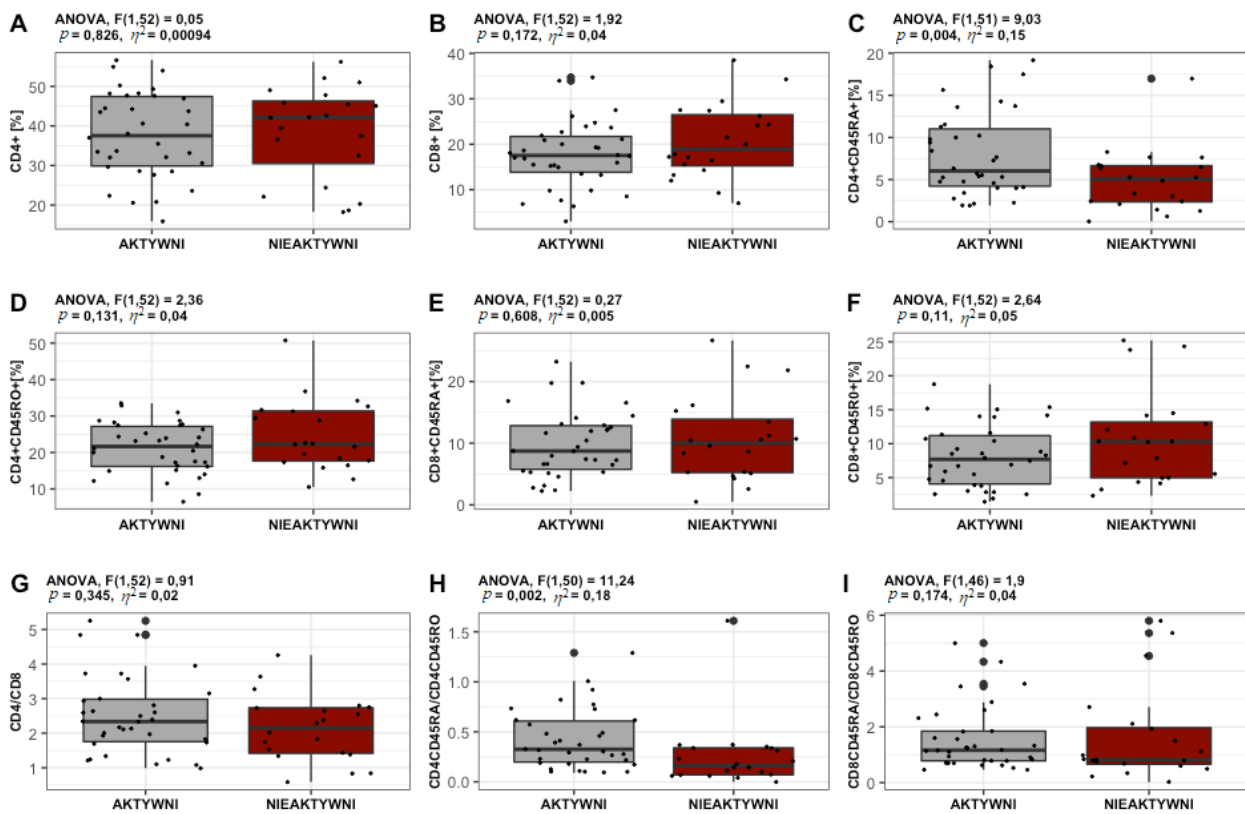 A
ANOVA, F(1,52) = 0,05
p = 0,826, η² = 0,00094
CD4+ [%]
50
40
30
20
AKTYWNI
NIEAKTYWNI
B
ANOVA, F(1,52) = 1,92
p = 0,172, η² = 0,04
CD8+ [%]
40
30
20
10
AKTYWNI
NIEAKTYWNI
C
ANOVA, F(1,51) = 9,03
p = 0,004, η² = 0,15
CD4+CD45RA+ [%]
20
15
10
5
0
AKTYWNI
NIEAKTYWNI
D
ANOVA, F(1,52) = 2,36
p = 0,131, η² = 0,04
CD4+CD45RO+[%]
50
40
30
20
10
AKTYWNI
NIEAKTYWNI
E
ANOVA, F(1,52) = 0,27
p = 0,608, η² = 0,005
CD8+CD45RA+[%]
20
10
0
AKTYWNI
NIEAKTYWNI
F
ANOVA, F(1,52) = 2,64
p = 0,11, η² = 0,05
CD8+CD45R0+[%]
25
20
15
10
5
AKTYWNI
NIEAKTYWNI
G
ANOVA, F(1,52) = 0,91
p = 0,345, η² = 0,02
CD4/CD8
5
4
3
2
1
AKTYWNI
NIEAKTYWNI
H
ANOVA, F(1,50) = 11,24
p = 0,002, η² = 0,18
CD4CD45RA/CD4CD45RO
1.5
1.0
0.5
0.0
AKTYWNI
NIEAKTYWNI
I
ANOVA, F(1,46) = 1,9
p = 0,174, η² = 0,04
CD8CD45RA/CD8CD45RO
6
4
2
0
AKTYWNI
NIEAKTYWNI